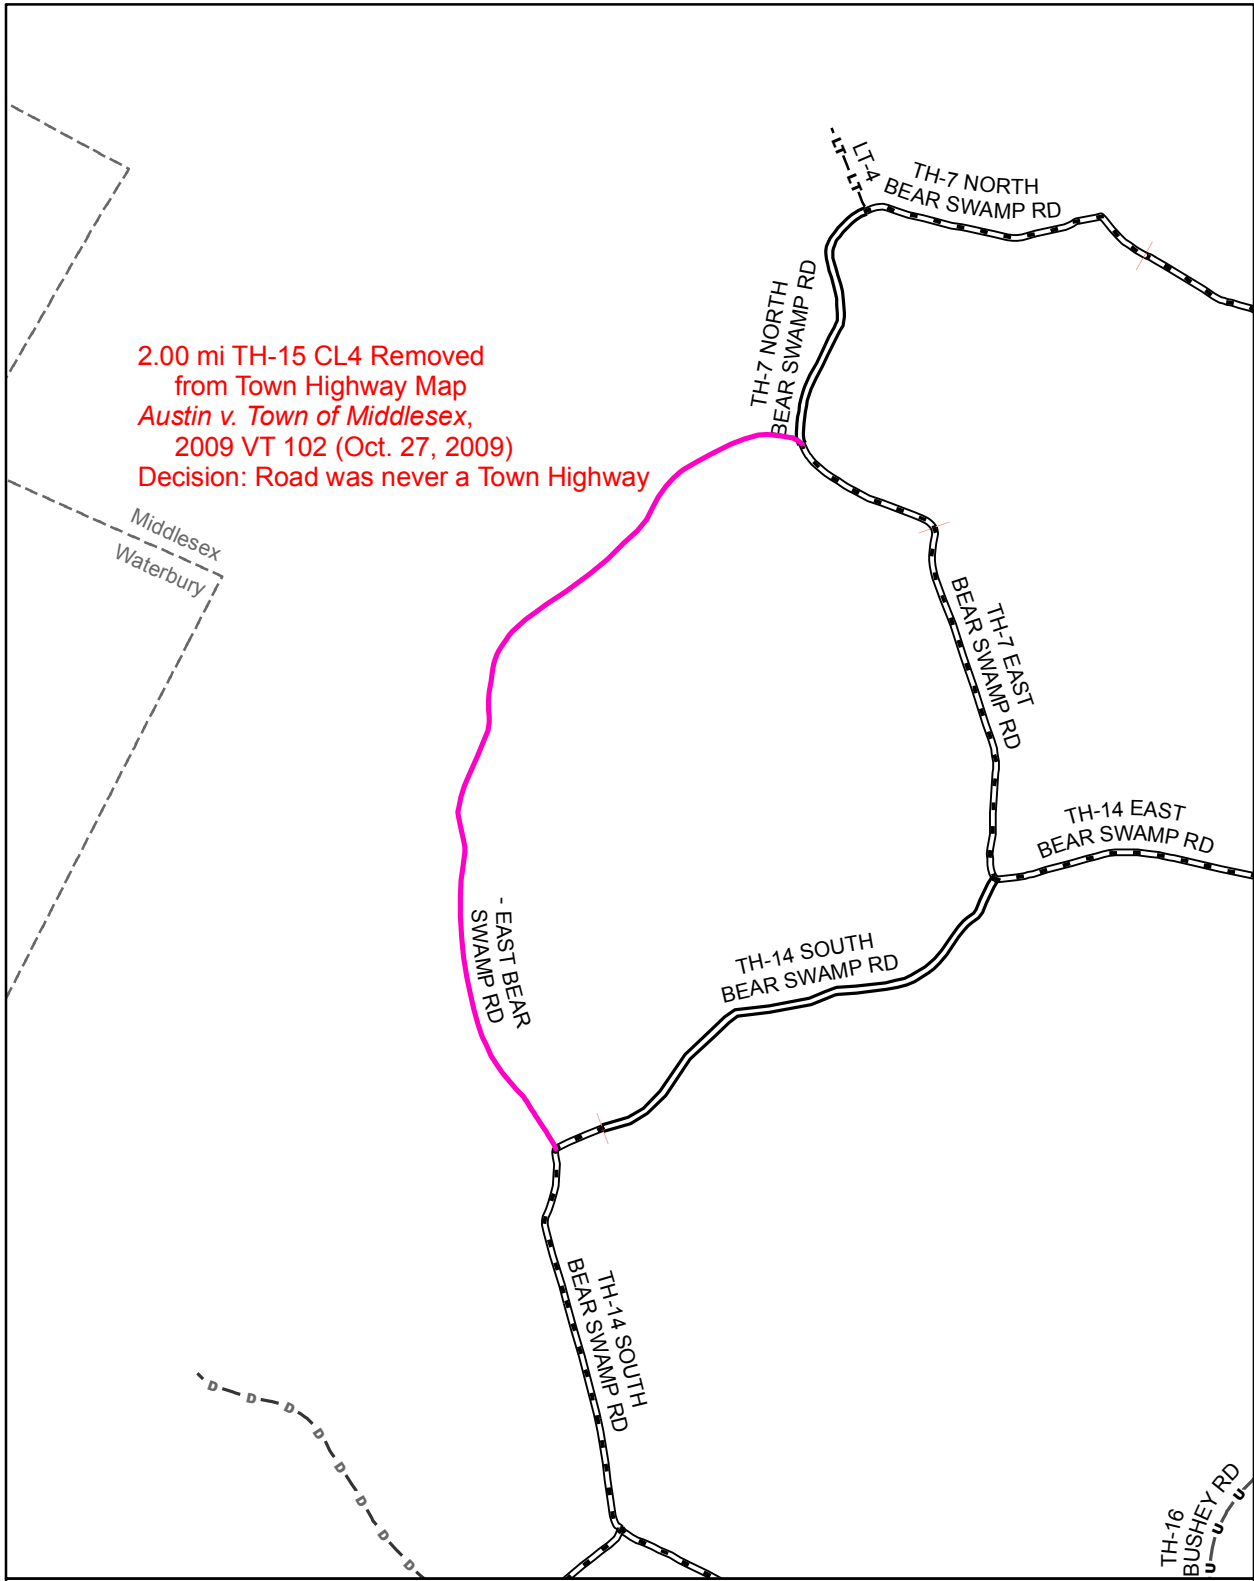 LT
LT
LT-4
TH-7 NORTH
BEAR SWAMP RD
TH-7 NORTH
BEAR SWAMP RD
2.00 mi TH-15 CL4 Removed
from Town Highway Map
Austin v. Town of Middlesex,
2009 VT 102 (Oct. 27, 2009)
Decision: Road was never a Town Highway
Middlesex
Waterbury
TH-7 EAST
BEAR SWAMP RD
TH-14 EAST
BEAR SWAMP RD
- EAST BEAR
SWAMP RD
TH-14 SOUTH
BEAR SWAMP RD
TH-14 SOUTH
BEAR SWAMP RD
D D D D D D D D
TH-16
BUSHEY RD
U U U